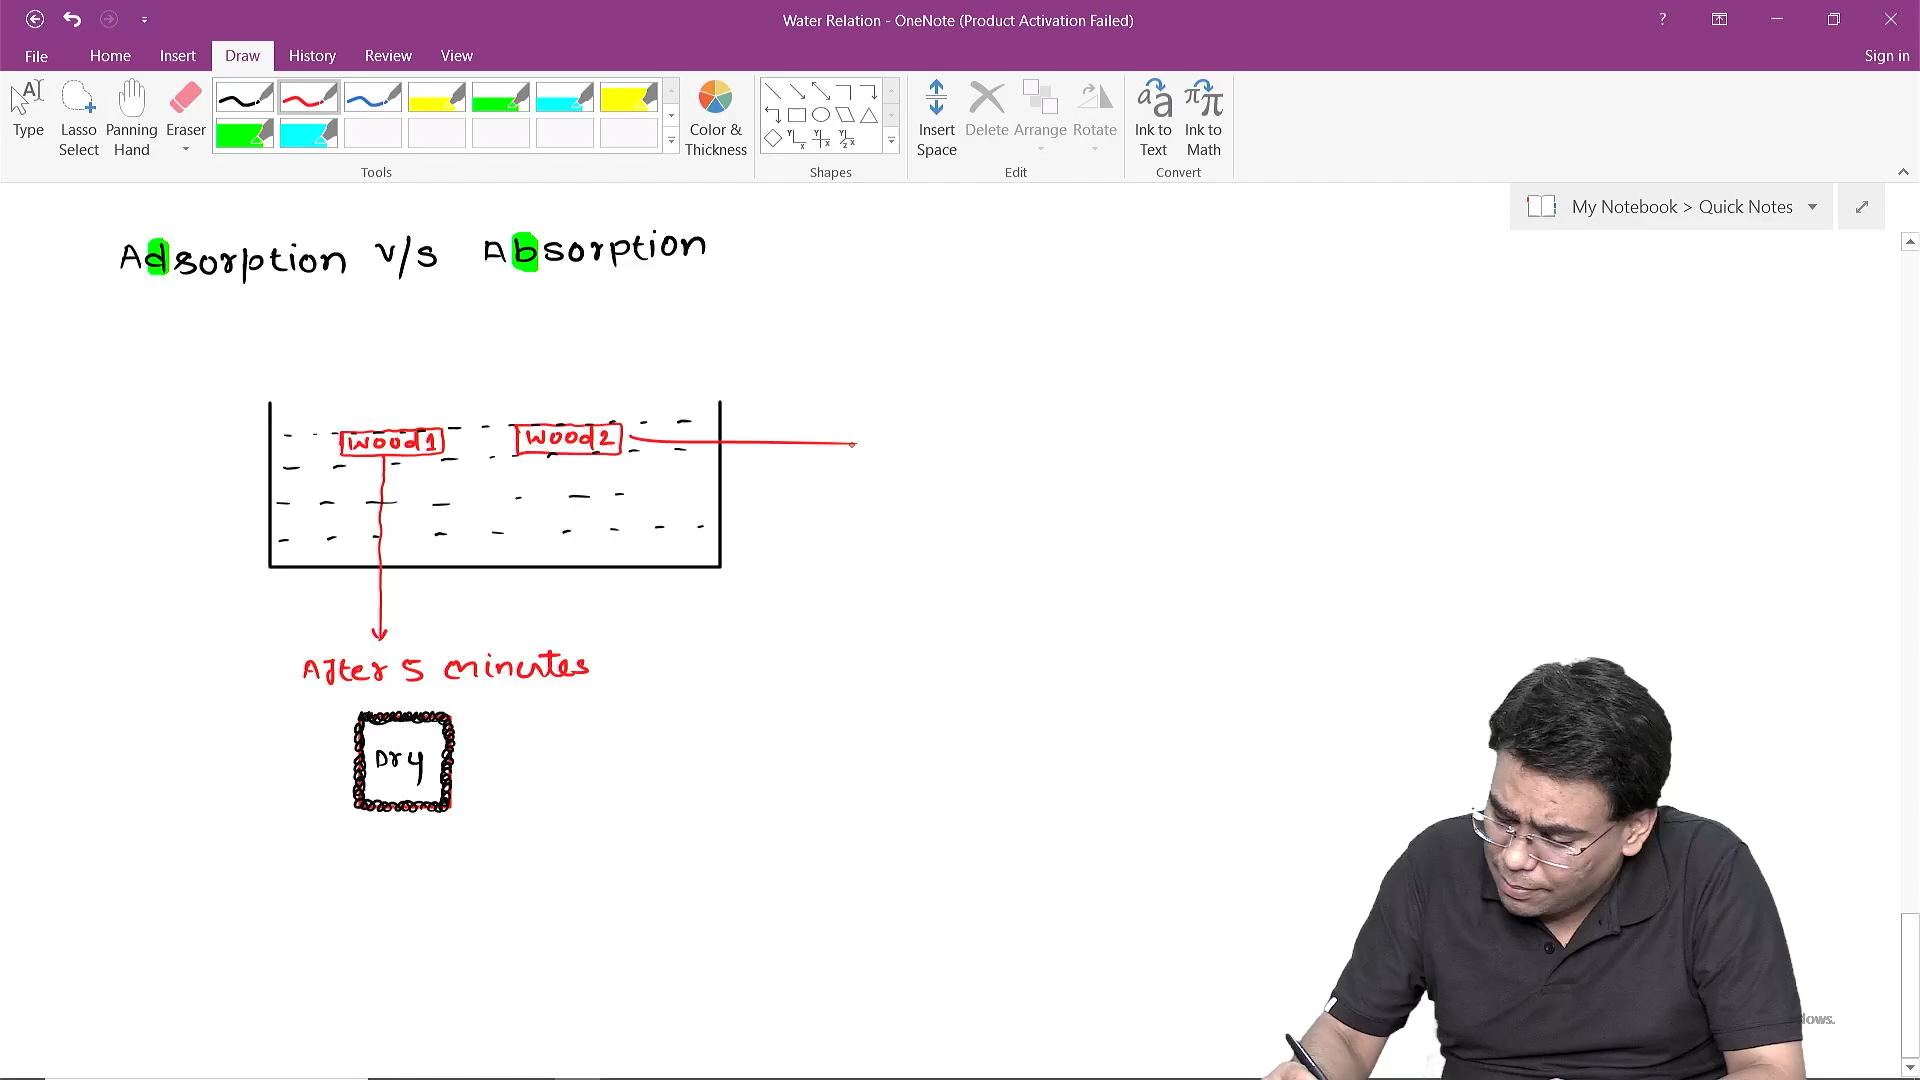 Water Relation - OneNote (Product Activation Failed)
?
File Home Insert Draw History Review View
Sign in
Type
Lasso Select
Panning Hand
Eraser
Color & Thickness
Insert Space
Delete
Arrange
Rotate
Ink to Text
Ink to Math
Tools
Shapes
Edit
Convert
My Notebook > Quick Notes
Adsorption v/s Absorption
Wood 1
Wood 2
After 5 minutes
Dry